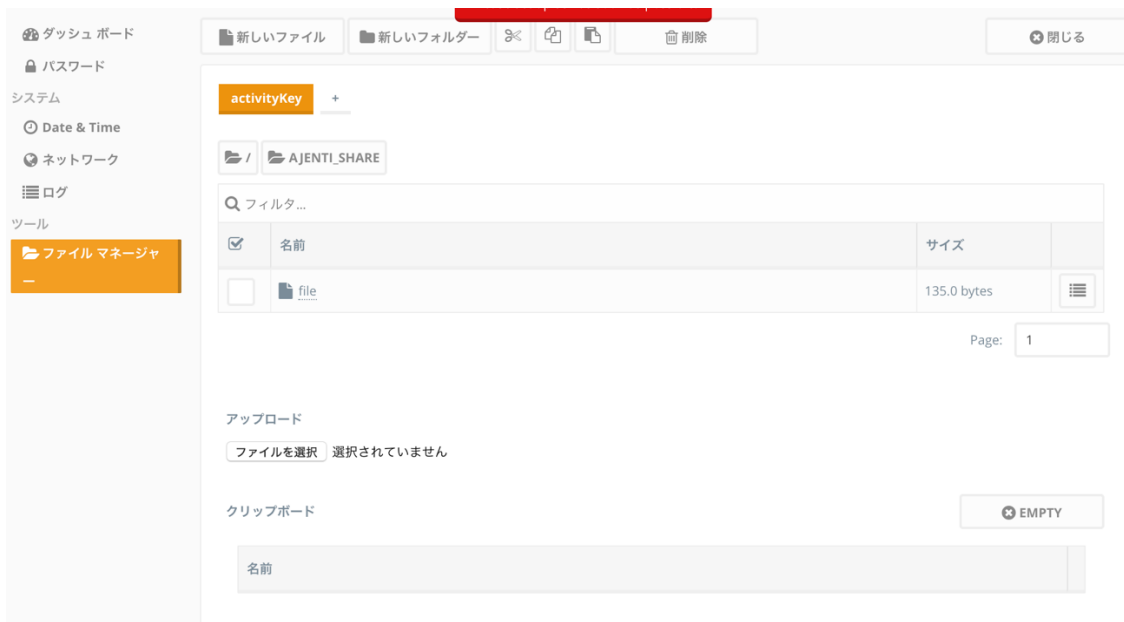 ダッシュ ボード
パスワード
システム
Date & Time
ネットワーク
ログ
ツール
ファイル マネージャ
ー
新しいファイル 新しいフォルダー 削除 閉じる
activityKey +
/ AJENTI_SHARE
フィルタ...
名前 サイズ
file 135.0 bytes
Page: 1
アップロード
ファイルを選択 選択されていません
クリップボード EMPTY
名前